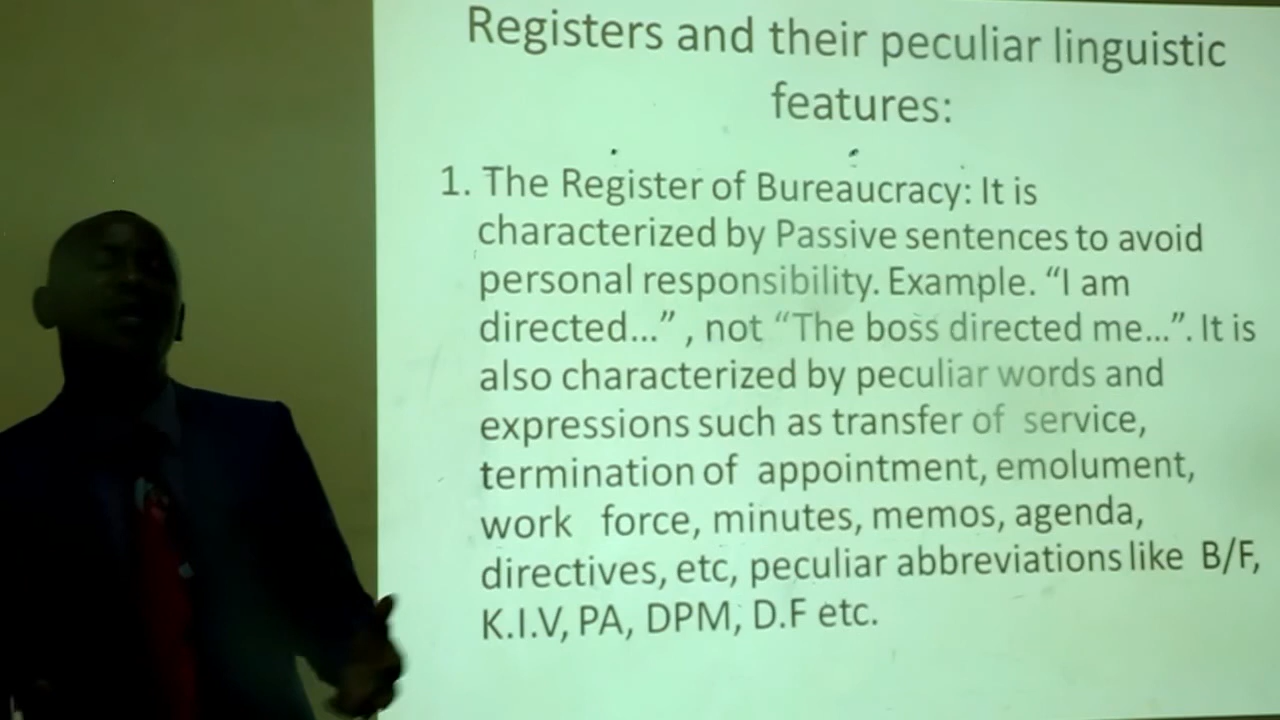 Registers and their peculiar linguistic
features:
1. The Register of Bureaucracy: It is
characterized by Passive sentences to avoid
personal responsibility. Example. “I am
directed...” , not “The boss directed me...”. It is
also characterized by peculiar words and
expressions such as transfer of service,
termination of appointment, emolument,
work force, minutes, memos, agenda,
directives, etc, peculiar abbreviations like B/F,
K.I.V, PA, DPM, D.F etc.